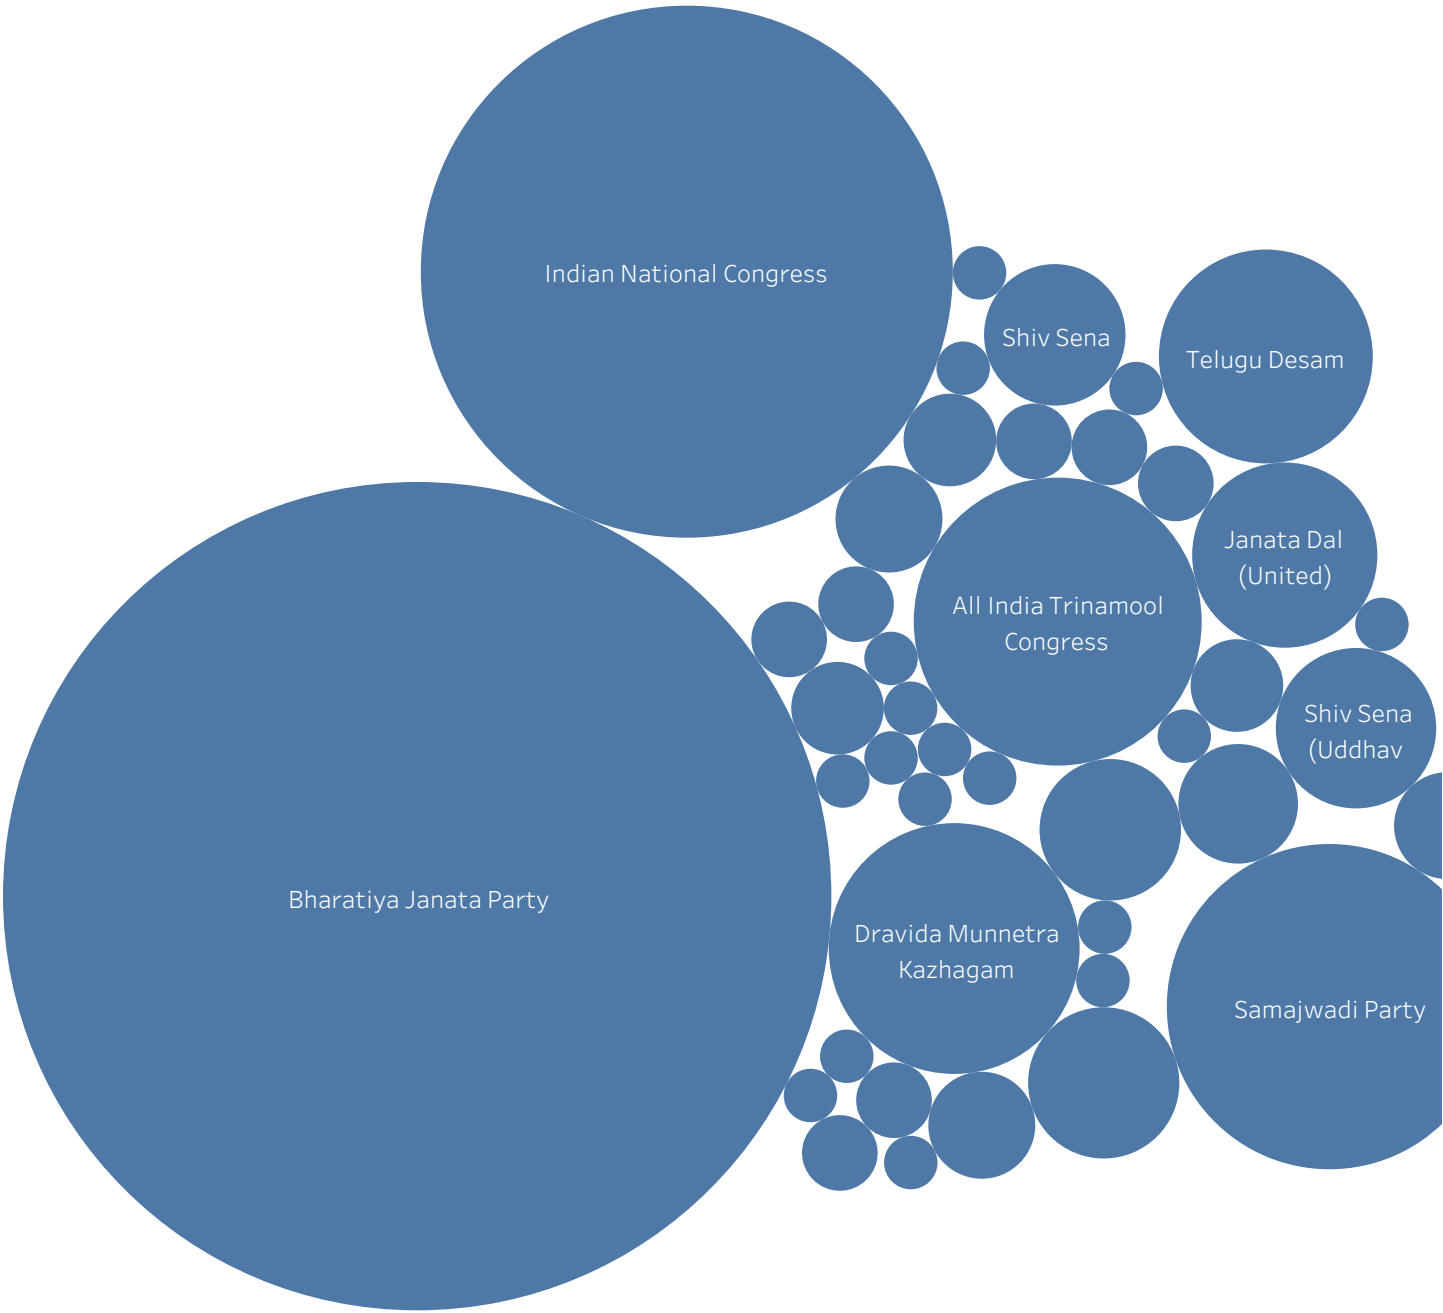 Indian National Congress
Shiv Sena
Telugu Desam
Janata Dal
(United)
All India Trinamool
Congress
Shiv Sena
(Uddhav
Bharatiya Janata Party
Dravida Munnetra
Kazhagam
Samajwadi Party